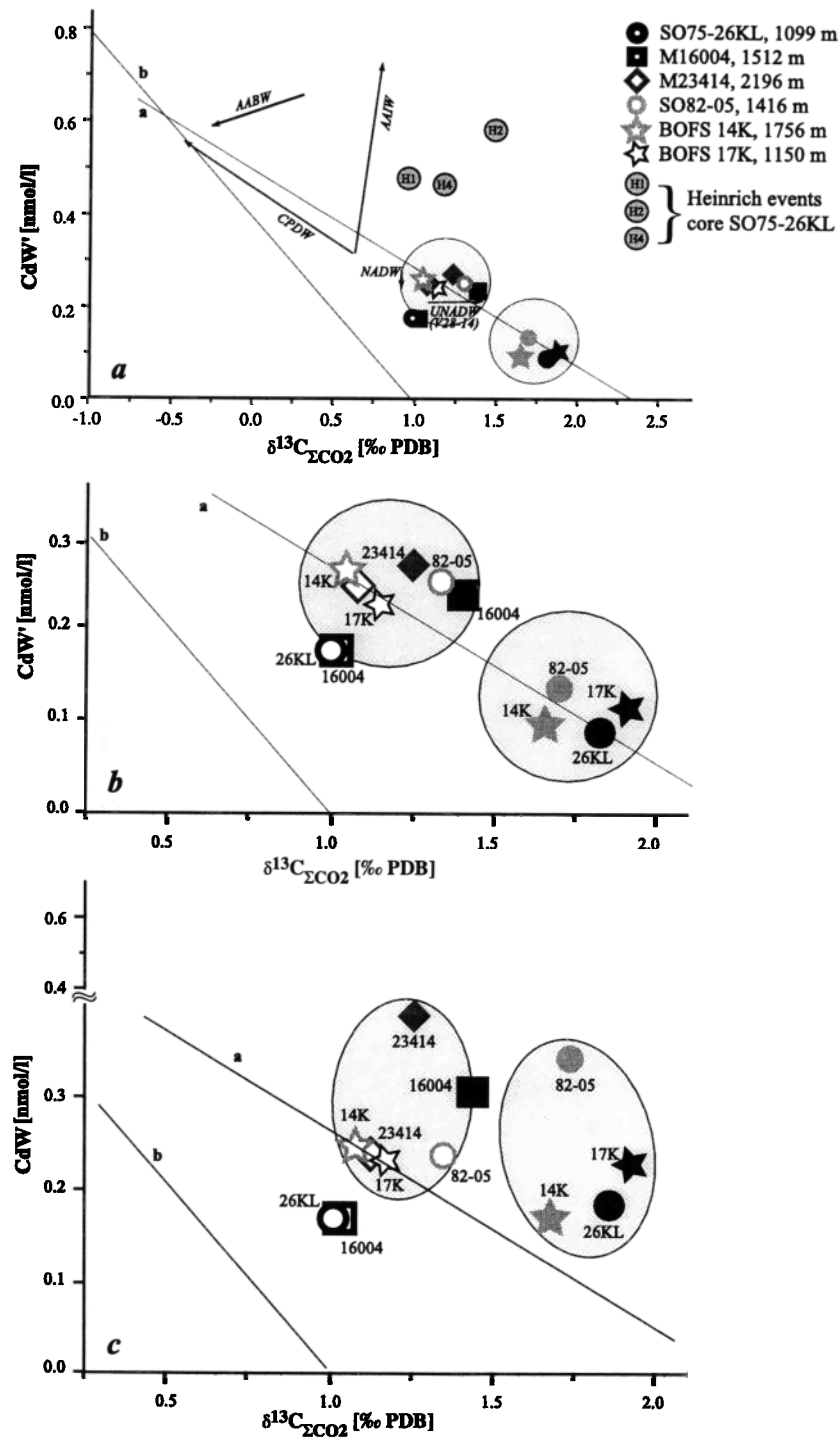 CdW' [nmol/l]
0.8
0.6
0.4
0.2
0.0
b
a
AABW
AAIW
CPDW
NADW
UNADW
(V28-14)
H1
H4
H2
SO75-26KL, 1099 m
M16004, 1512 m
M23414, 2196 m
SO82-05, 1416 m
BOFS 14K, 1756 m
BOFS 17K, 1150 m
H1
H2
H4
Heinrich events
core SO75-26KL
a
-1.0 -0.5 0.0 0.5 1.0 1.5 2.0 2.5
δ13CΣCO2 [‰ PDB]
CdW' [nmol/l]
0.3
0.2
0.1
0.0
a
b
23414
82-05
14K
17K
16004
26KL
16004
82-05
17K
14K
26KL
b
0.5 1.0 1.5 2.0
δ13CΣCO2 [‰ PDB]
CdW [nmol/l]
0.6
0.4
0.3
0.2
0.1
0.0
a
b
23414
16004
14K
23414
17K
82-05
26KL
16004
82-05
17K
14K
26KL
c
0.5 1.0 1.5 2.0
δ13CΣCO2 [‰ PDB]